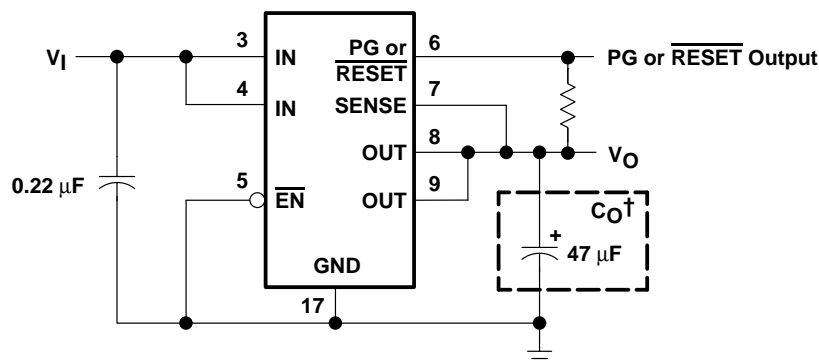 3
6
V_I
IN
PG or
RESET
PG or RESET Output
4
7
IN
SENSE
8
OUT
V_O
5
9
0.22 μF
EN
OUT
C_O†
+
47 μF
GND
17